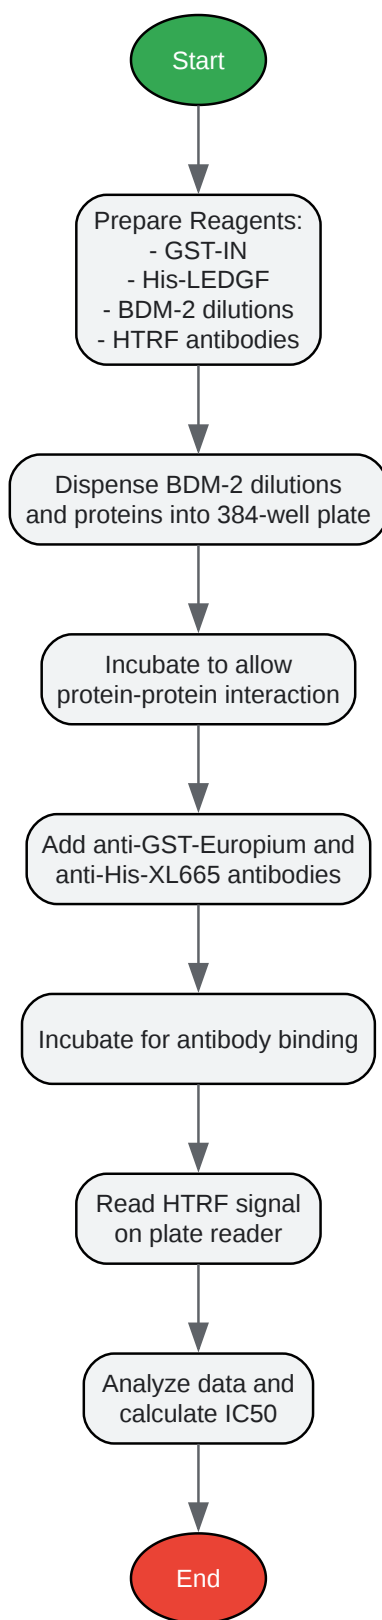 Start
Prepare Reagents:
- GST-IN
- His-LEDGF
- BDM-2 dilutions
- HTRF antibodies
Dispense BDM-2 dilutions
and proteins into 384-well plate
Incubate to allow
protein-protein interaction
Add anti-GST-Europium and
anti-His-XL665 antibodies
Incubate for antibody binding
Read HTRF signal
on plate reader
Analyze data and
calculate IC50
End